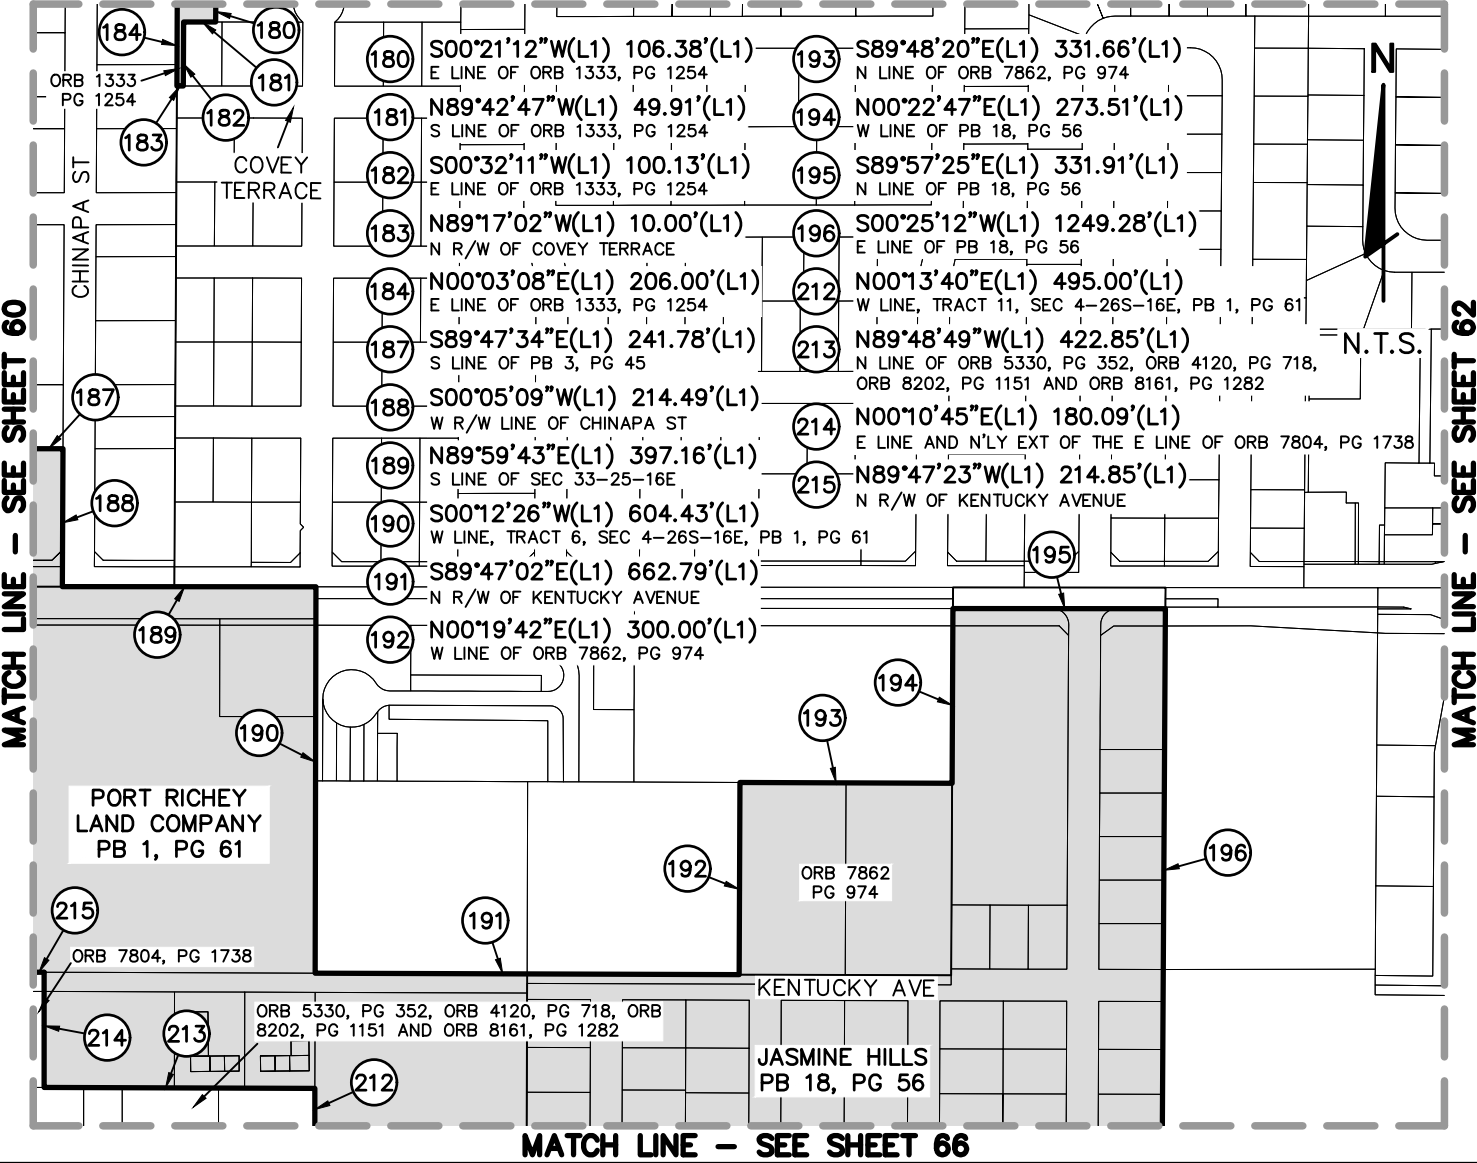 184
180
181
ORB 1333
PG 1254
182
183
COVEY
TERRACE
CHINAPA ST
180 S00°21'12"W(L1) 106.38'(L1)
E LINE OF ORB 1333, PG 1254
181 N89°42'47"W(L1) 49.91'(L1)
S LINE OF ORB 1333, PG 1254
182 S00°32'11"W(L1) 100.13'(L1)
E LINE OF ORB 1333, PG 1254
183 N89°17'02"W(L1) 10.00'(L1)
N R/W OF COVEY TERRACE
184 N00°03'08"E(L1) 206.00'(L1)
E LINE OF ORB 1333, PG 1254
187 S89°47'34"E(L1) 241.78'(L1)
S LINE OF PB 3, PG 45
188 S00°05'09"W(L1) 214.49'(L1)
W R/W LINE OF CHINAPA ST
189 N89°59'43"E(L1) 397.16'(L1)
S LINE OF SEC 33-25-16E
190 S00°12'26"W(L1) 604.43'(L1)
W LINE, TRACT 6, SEC 4-26S-16E, PB 1, PG 61
191 S89°47'02"E(L1) 662.79'(L1)
N R/W OF KENTUCKY AVENUE
192 N00°19'42"E(L1) 300.00'(L1)
W LINE OF ORB 7862, PG 974
193 S89°48'20"E(L1) 331.66'(L1)
N LINE OF ORB 7862, PG 974
194 N00°22'47"E(L1) 273.51'(L1)
W LINE OF PB 18, PG 56
195 S89°57'25"E(L1) 331.91'(L1)
N LINE OF PB 18, PG 56
196 S00°25'12"W(L1) 1249.28'(L1)
E LINE OF PB 18, PG 56
212 N00°13'40"E(L1) 495.00'(L1)
W LINE, TRACT 11, SEC 4-26S-16E, PB 1, PG 61
213 N89°48'49"W(L1) 422.85'(L1)
N LINE OF ORB 5330, PG 352, ORB 4120, PG 718,
ORB 8202, PG 1151 AND ORB 8161, PG 1282
214 N00°10'45"E(L1) 180.09'(L1)
E LINE AND N'LY EXT OF THE E LINE OF ORB 7804, PG 1738
215 N89°47'23"W(L1) 214.85'(L1)
N R/W OF KENTUCKY AVENUE
N
N.T.S.
MATCH LINE - SEE SHEET 60
MATCH LINE - SEE SHEET 62
187
188
189
190
195
194
193
192
191
196
PORT RICHEY
LAND COMPANY
PB 1, PG 61
ORB 7862
PG 974
215
ORB 7804, PG 1738
KENTUCKY AVE
214
213
ORB 5330, PG 352, ORB 4120, PG 718, ORB
8202, PG 1151 AND ORB 8161, PG 1282
212
JASMINE HILLS
PB 18, PG 56
MATCH LINE - SEE SHEET 66